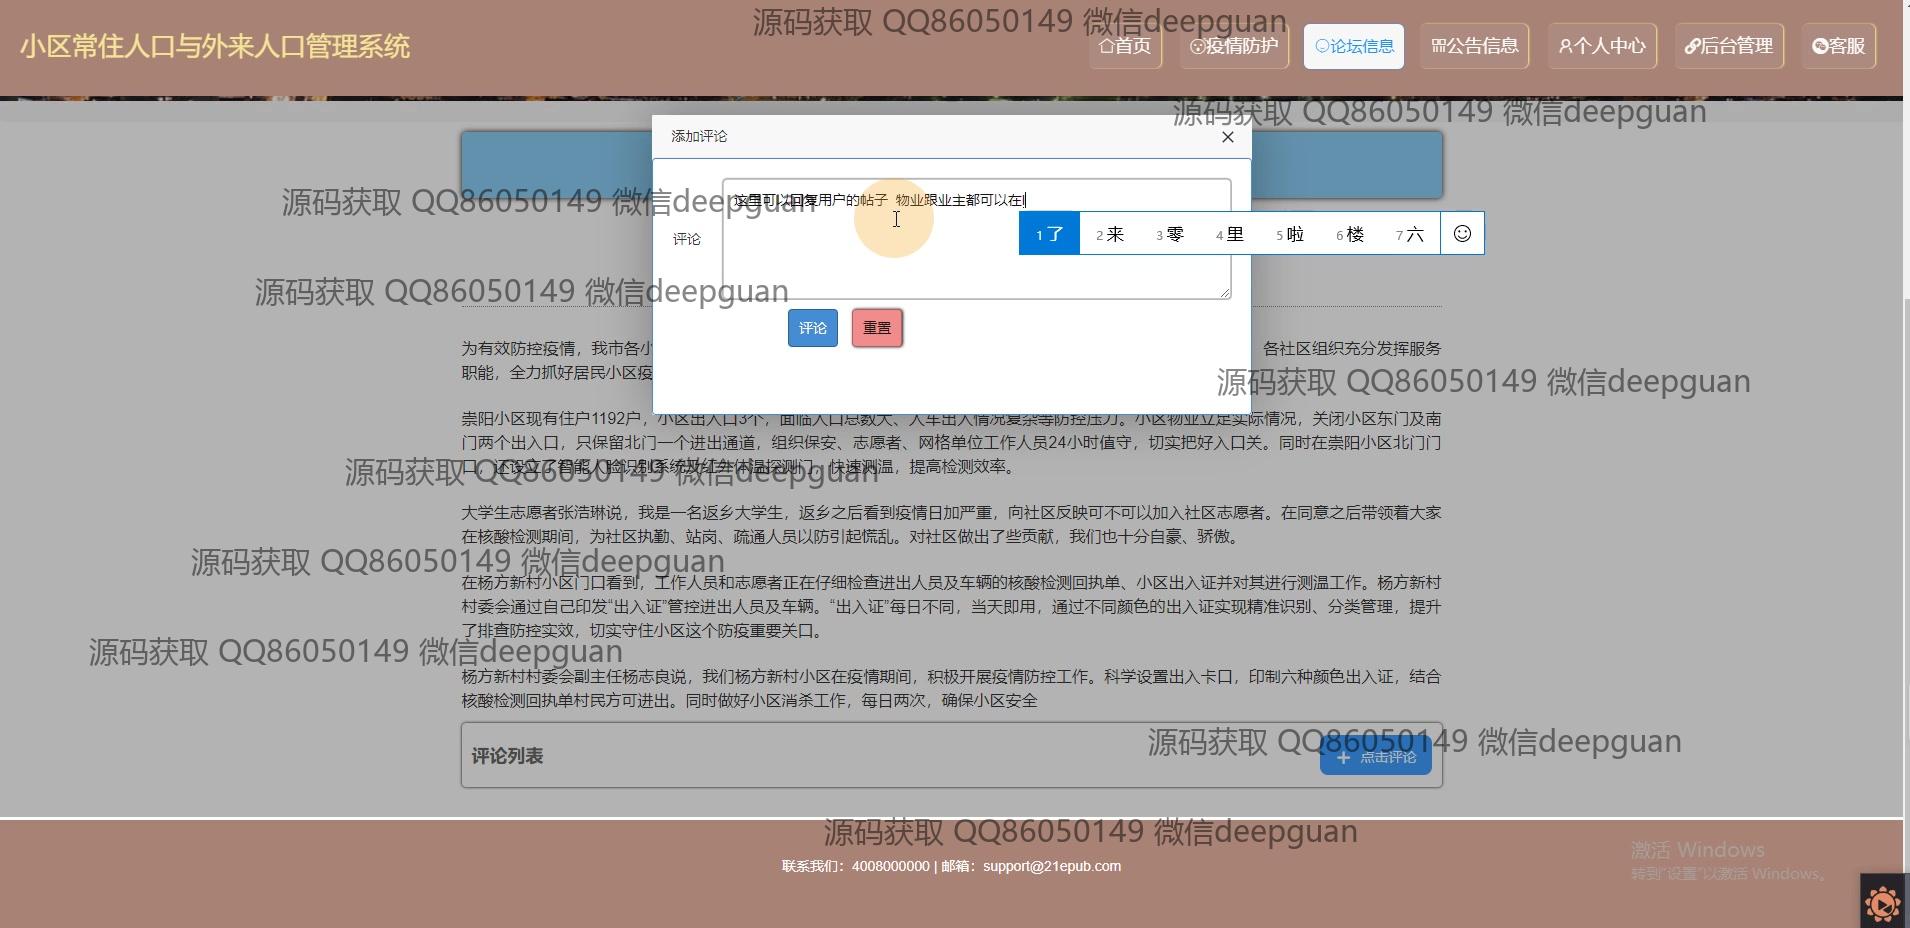 源码获取 QQ86050149 微信deepguan
小区常住人口与外来人口管理系统
首页
疫情防护
论坛信息
公告信息
个人中心
后台管理
客服
源码获取 QQ86050149 微信deepguan
添加评论
源码获取 QQ86050149 微信deepguan
这里可以回复用户的帖子 物业跟业主都可以在l
评论
1 了 2 来 3 零 4 里 5 啦 6 楼 7 六
源码获取 QQ86050149 微信deepguan
评论 重置
为有效防控疫情，我市各小
各社区组织充分发挥服务
职能，全力抓好居民小区疫
源码获取 QQ86050149 微信deepguan
崇阳小区现有住户1192户，小区出入口3个，面临人口总数大、人车出入情况复杂等防控压力。小区物业立足实际情况，关闭小区东门及南
门两个出入口，只保留北门一个进出通道，组织保安、志愿者、网格单位工作人员24小时值守，切实把好入口关。同时在崇阳小区北门门
口，还设立了智能人脸识别系统及红外体温探测门，快速测温，提高检测效率。
源码获取 QQ86050149 微信deepguan
大学生志愿者张浩琳说，我是一名返乡大学生，返乡之后看到疫情日加严重，向社区反映可不可以加入社区志愿者。在同意之后带领着大家
在核酸检测期间，为社区执勤、站岗、疏通人员以防引起慌乱。对社区做出了些贡献，我们也十分自豪、骄傲。
源码获取 QQ86050149 微信deepguan
在杨方新村小区门口看到，工作人员和志愿者正在仔细检查进出人员及车辆的核酸检测回执单、小区出入证并对其进行测温工作。杨方新村
村委会通过自己印发“出入证”管控进出人员及车辆。“出入证”每日不同，当天即用，通过不同颜色的出入证实现精准识别、分类管理，提升
了排查防控实效，切实守住小区这个防疫重要关口。
源码获取 QQ86050149 微信deepguan
杨方新村村委会副主任杨志良说，我们杨方新村小区在疫情期间，积极开展疫情防控工作。科学设置出入卡口，印制六种颜色出入证，结合
核酸检测回执单村民方可进出。同时做好小区消杀工作，每日两次，确保小区安全
源码获取 QQ86050149 微信deepguan
评论列表
点击评论
源码获取 QQ86050149 微信deepguan
联系我们：4008000000 | 邮箱：support@21epub.com
激活 Windows
转到“设置”以激活 Windows。